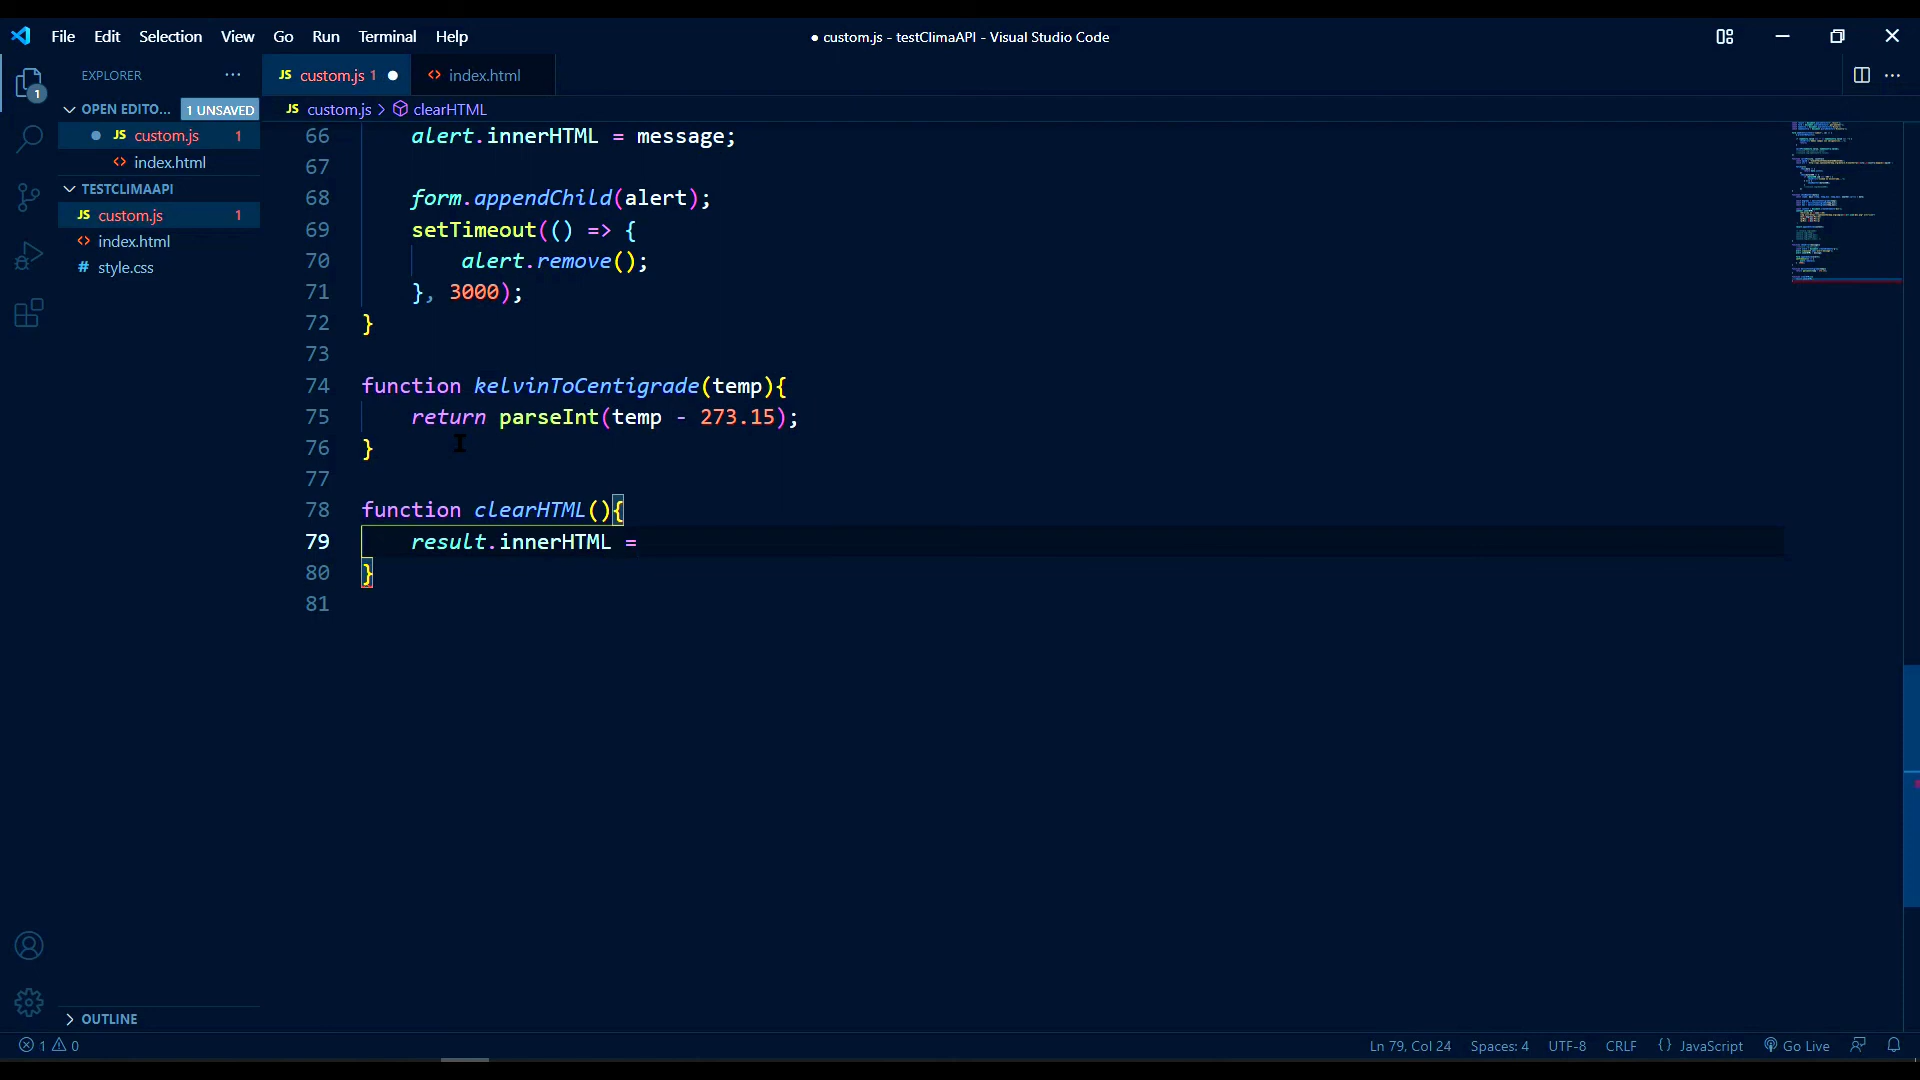 File Edit Selection View Go Run Terminal Help
● custom.js - testClimaAPI - Visual Studio Code
EXPLORER ···
JS custom.js 1 ●
<> index.html
OPEN EDITO... 1 UNSAVED
JS custom.js > clearHTML
1
● JS custom.js 1
<> index.html
TESTCLIMAAPI
JS custom.js 1
<> index.html
# style.css
66 alert.innerHTML = message;
67
68 form.appendChild(alert);
69 setTimeout(() => {
70 alert.remove();
71 }, 3000);
72 }
73
74 function kelvinToCentigrade(temp){
75 return parseInt(temp - 273.15);
76 }
77
78 function clearHTML(){
79 result.innerHTML =
80 }
81
OUTLINE
1 0
Ln 79, Col 24 Spaces: 4 UTF-8 CRLF {} JavaScript Go Live